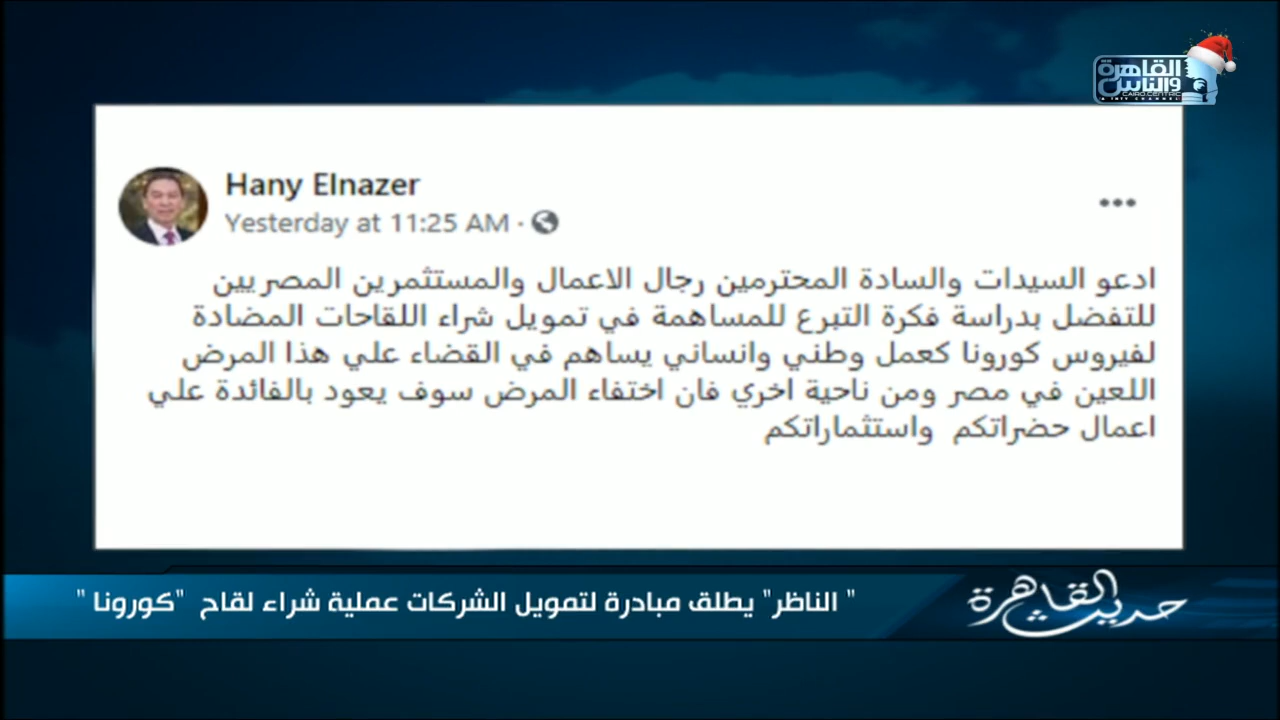 القاهرة
والناس
CAIRO CENTRIC
Hany Elnazer
Yesterday at 11:25 AM ·
ادعو السيدات والسادة المحترمين رجال الاعمال والمستثمرين المصريين
للتفضل بدراسة فكرة التبرع للمساهمة في تمويل شراء اللقاحات المضادة
لفيروس كورونا كعمل وطني وانساني يساهم في القضاء علي هذا المرض
اللعين في مصر ومن ناحية اخري فان اختفاء المرض سوف يعود بالفائدة علي
اعمال حضراتكم واستثماراتكم
حديث القاهرة
" الناظر" يطلق مبادرة لتمويل الشركات عملية شراء لقاح "كورونا "